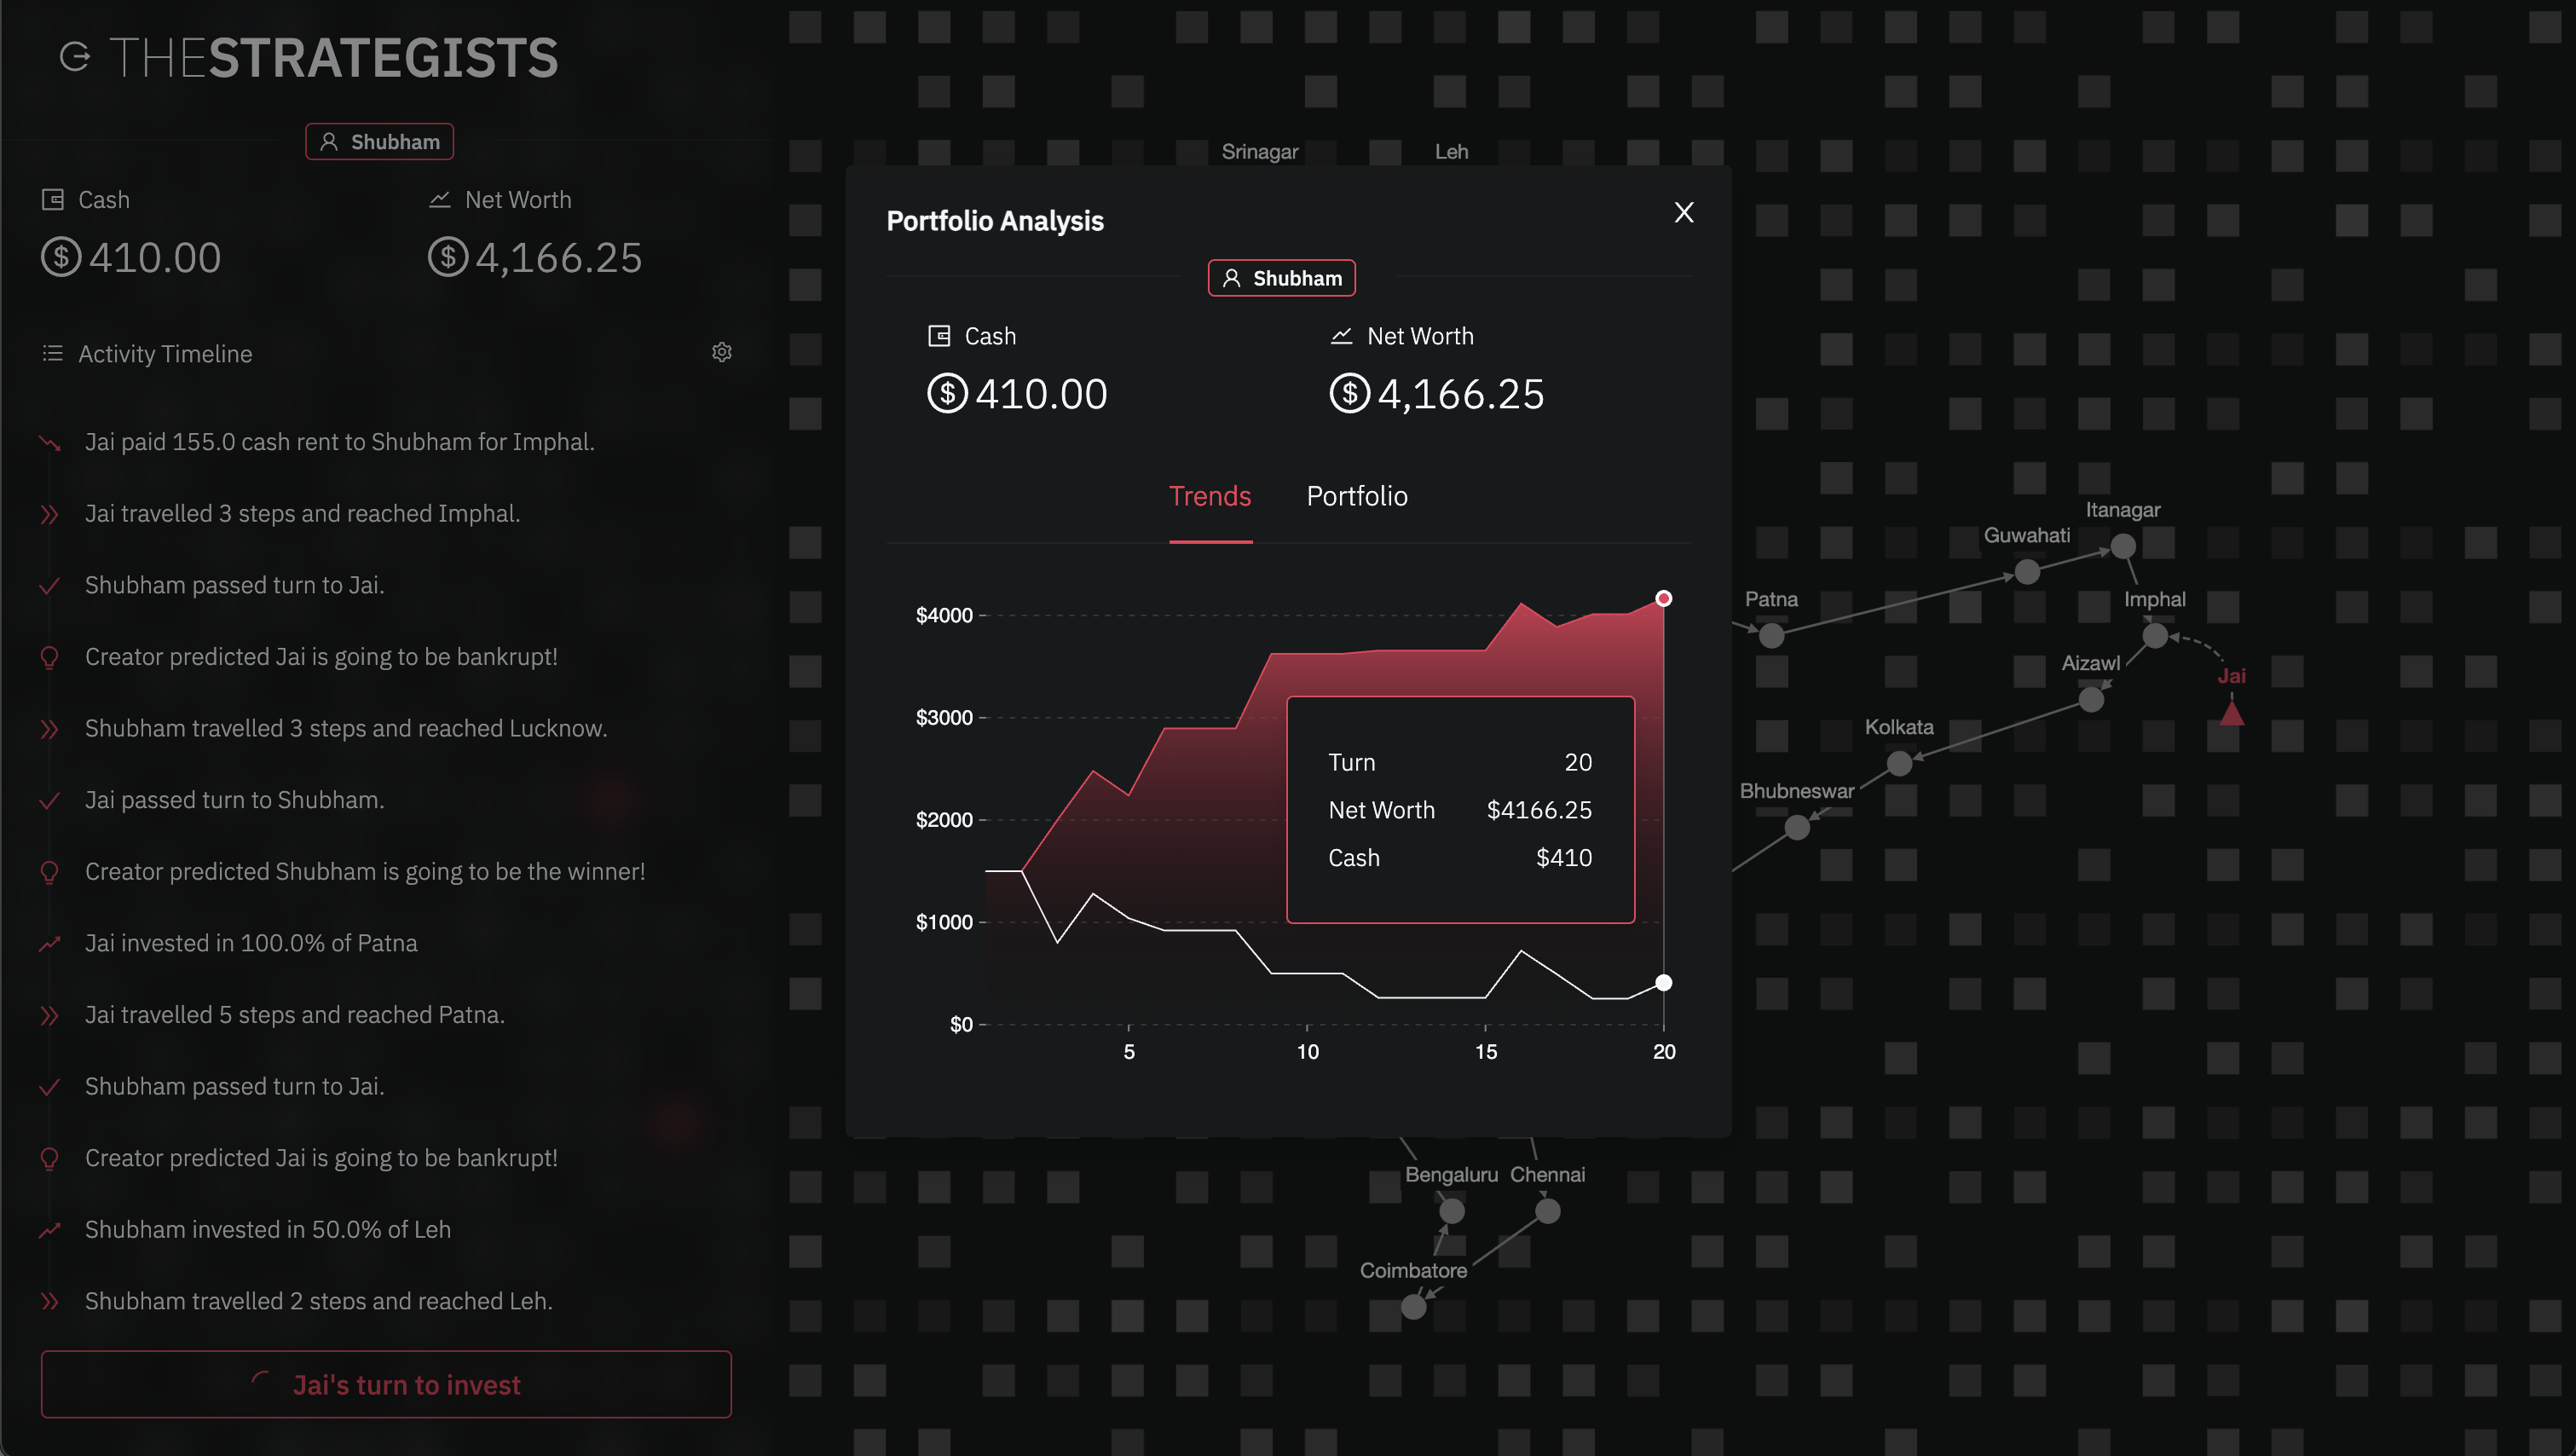 THESTRATEGISTS
Shubham
Cash
Net Worth
$ 410.00
$ 4,166.25
Activity Timeline
Jai paid 155.0 cash rent to Shubham for Imphal.
Jai travelled 3 steps and reached Imphal.
Shubham passed turn to Jai.
Creator predicted Jai is going to be bankrupt!
Shubham travelled 3 steps and reached Lucknow.
Jai passed turn to Shubham.
Creator predicted Shubham is going to be the winner!
Jai invested in 100.0% of Patna
Jai travelled 5 steps and reached Patna.
Shubham passed turn to Jai.
Creator predicted Jai is going to be bankrupt!
Shubham invested in 50.0% of Leh
Shubham travelled 2 steps and reached Leh.
Jai's turn to invest
Srinagar
Leh
Portfolio Analysis
X
Shubham
Cash
Net Worth
$ 410.00
$ 4,166.25
Trends
Portfolio
$4000
$3000
$2000
$1000
$0
5
10
15
20
Turn 20
Net Worth $4166.25
Cash $410
Itanagar
Guwahati
Patna
Imphal
Aizawl
Jai
Kolkata
Bhubneswar
Bengaluru
Chennai
Coimbatore